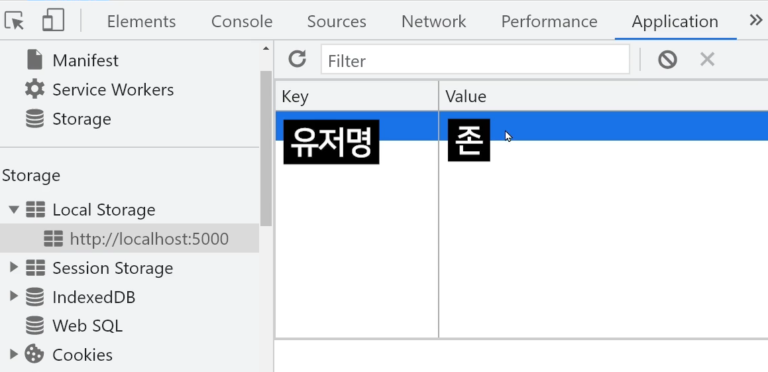 Elements Console Sources Network Performance Application »
Manifest
Service Workers
Storage
Filter
Key Value
유저명 존
Storage
Local Storage
http://localhost:5000
Session Storage
IndexedDB
Web SQL
Cookies